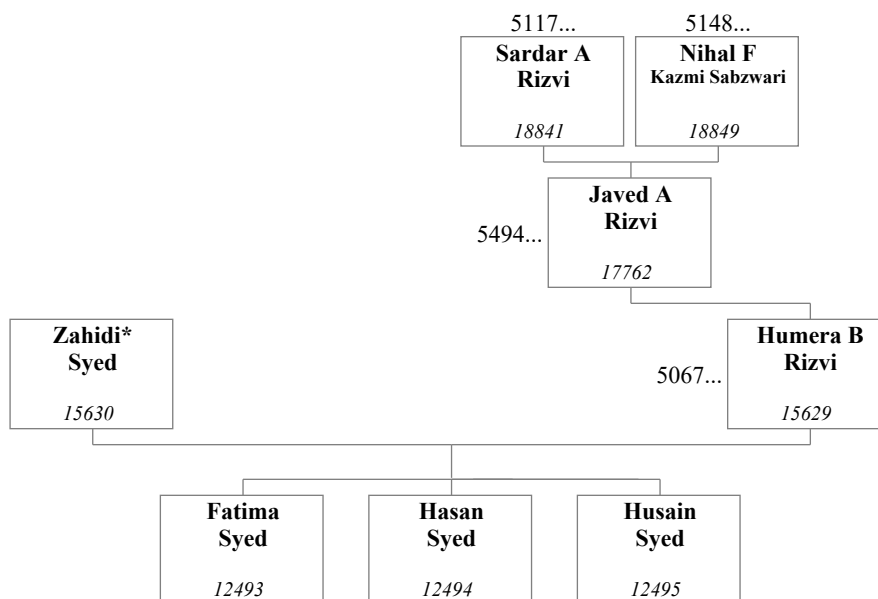 5117...
5148...
Sardar A
Rizvi
18841
Nihal F
Kazmi Sabzwari
18849
Javed A
Rizvi
5494...
17762
Zahidi*
Syed
15630
Humera B
Rizvi
5067...
15629
Fatima
Syed
12493
Hasan
Syed
12494
Husain
Syed
12495